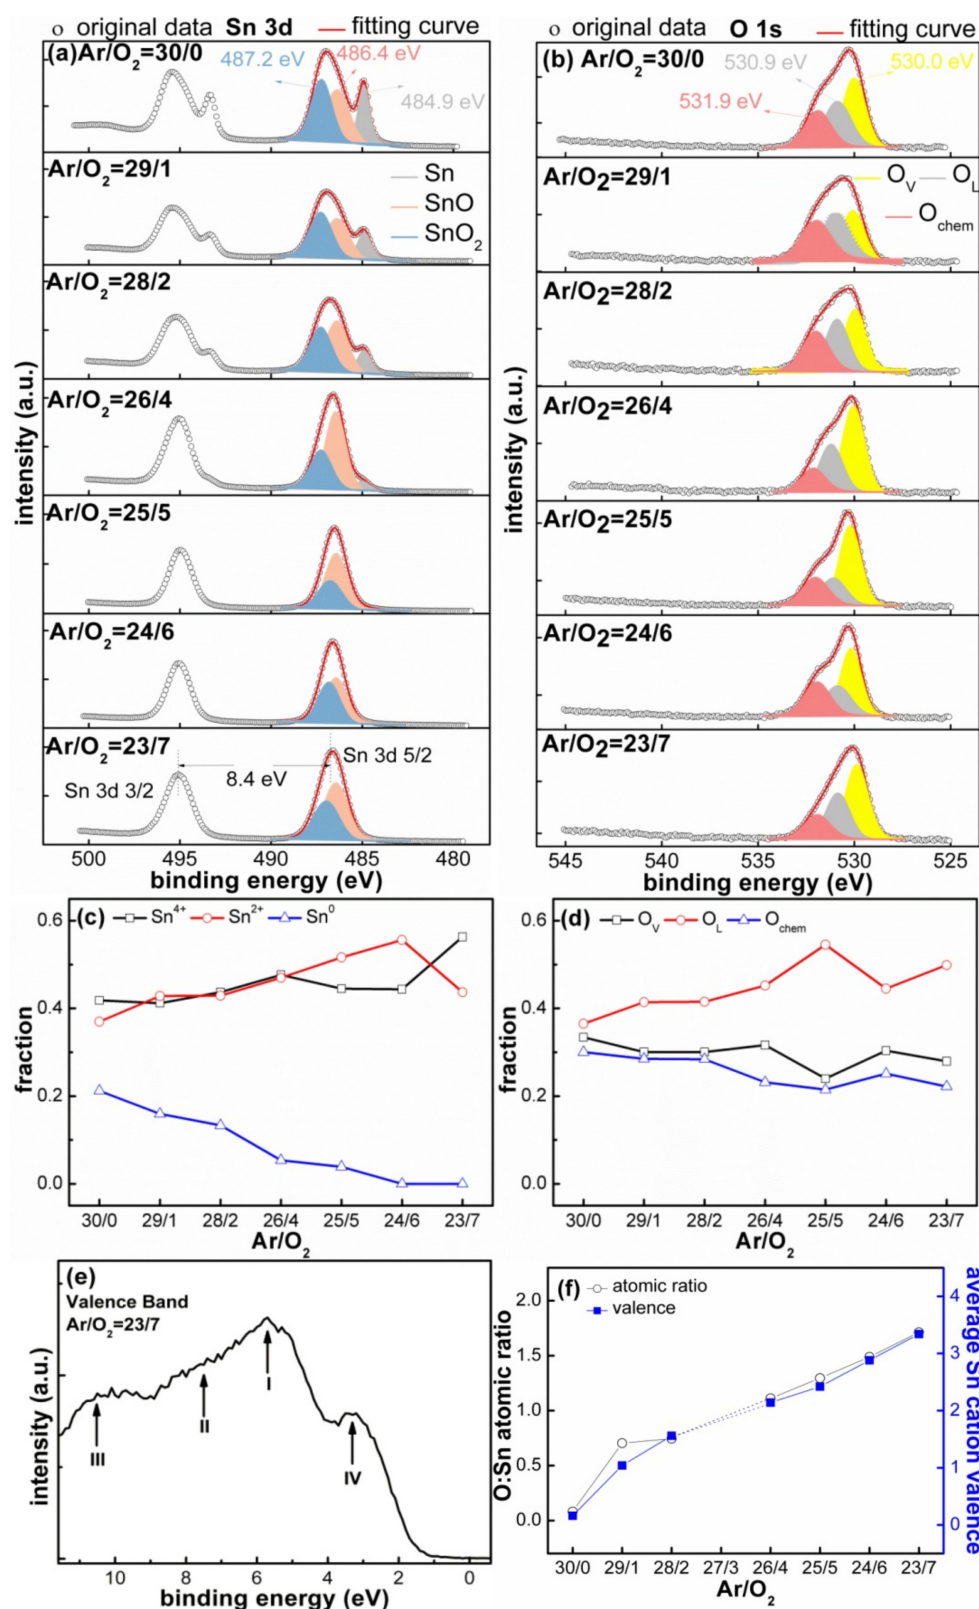 o original data Sn 3d — fitting curve
(a) Ar/O₂=30/0
487.2 eV
486.4 eV
484.9 eV
Ar/O₂=29/1
Sn
SnO
SnO₂
Ar/O₂=28/2
Ar/O₂=26/4
Ar/O₂=25/5
Ar/O₂=24/6
Ar/O₂=23/7
Sn 3d 5/2
Sn 3d 3/2
8.4 eV
intensity (a.u.)
500 495 490 485 480
binding energy (eV)
o original data O 1s — fitting curve
(b) Ar/O₂=30/0
530.9 eV
530.0 eV
531.9 eV
Ar/O2=29/1
O_V O_L
O_chem
Ar/O2=28/2
Ar/O2=26/4
Ar/O2=25/5
Ar/O2=24/6
Ar/O2=23/7
intensity (a.u.)
545 540 535 530 525
binding energy (eV)
(c) Sn⁴⁺ Sn²⁺ Sn⁰
0.6
0.4
0.2
0.0
fraction
30/0 29/1 28/2 26/4 25/5 24/6 23/7
Ar/O₂
(d) O_V O_L O_chem
0.6
0.4
0.2
0.0
fraction
30/0 29/1 28/2 26/4 25/5 24/6 23/7
Ar/O₂
(e)
Valence Band
Ar/O₂=23/7
I
II
III
IV
intensity (a.u.)
10 8 6 4 2 0
binding energy (eV)
(f) atomic ratio
valence
2.0
1.5
1.0
0.5
0.0
O:Sn atomic ratio
4
3
2
1
0
average Sn cation valence
30/0 29/1 28/2 27/3 26/4 25/5 24/6 23/7
Ar/O₂